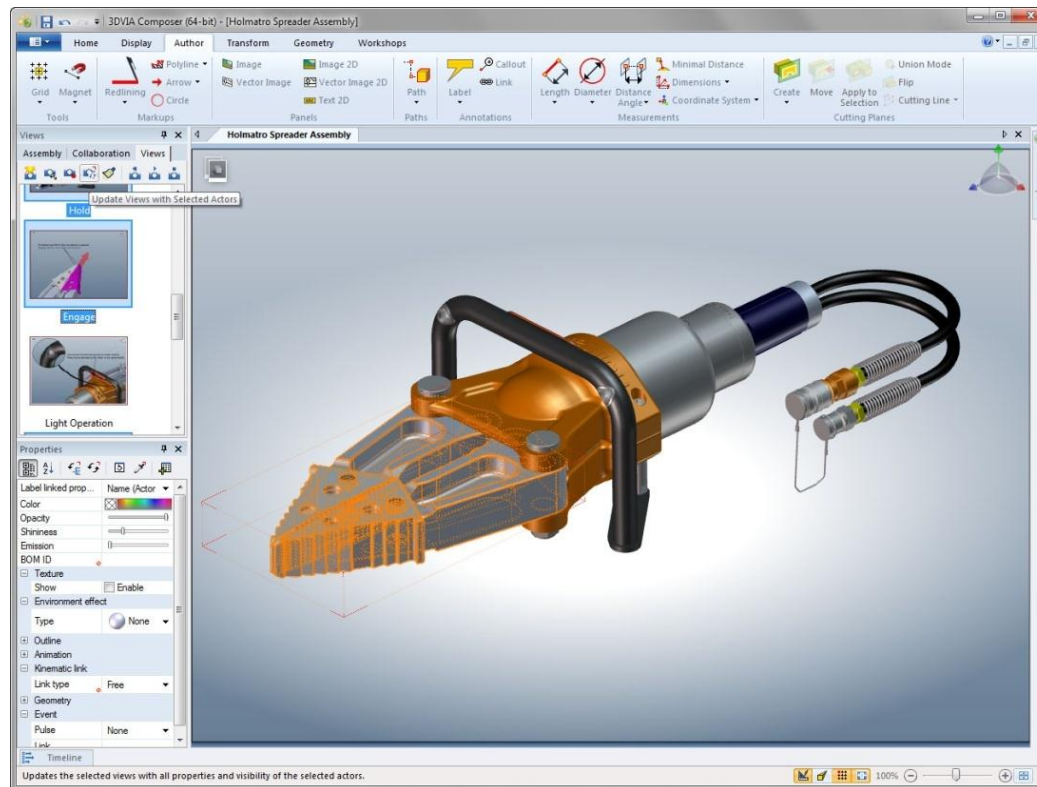 3DVIA Composer (64-bit) - [Holmatro Spreader Assembly]
Home Display Author Transform Geometry Workshops
Grid Magnet Redlining Polyline Arrow Circle
Image Vector Image Image 2D Vector Image 2D Text 2D
Path Label Callout Link
Length Diameter Distance Angle Minimal Distance Dimensions Coordinate System
Create Move Apply to Selection Union Mode Flip Cutting Line
Tools Markups Panels Paths Annotations Measurements Cutting Planes
Views
Holmatro Spreader Assembly
Assembly Collaboration Views
Update Views with Selected Actors
Hold
Engage
Light Operation
Properties
Label linked prop... Name (Actor
Color
Opacity
Shininess
Emission
BOM ID
Texture
Show Enable
Environment effect
Type None
Outline
Animation
Kinematic link
Link type Free
Geometry
Event
Pulse None
Link
Timeline
Updates the selected views with all properties and visibility of the selected actors.
100%